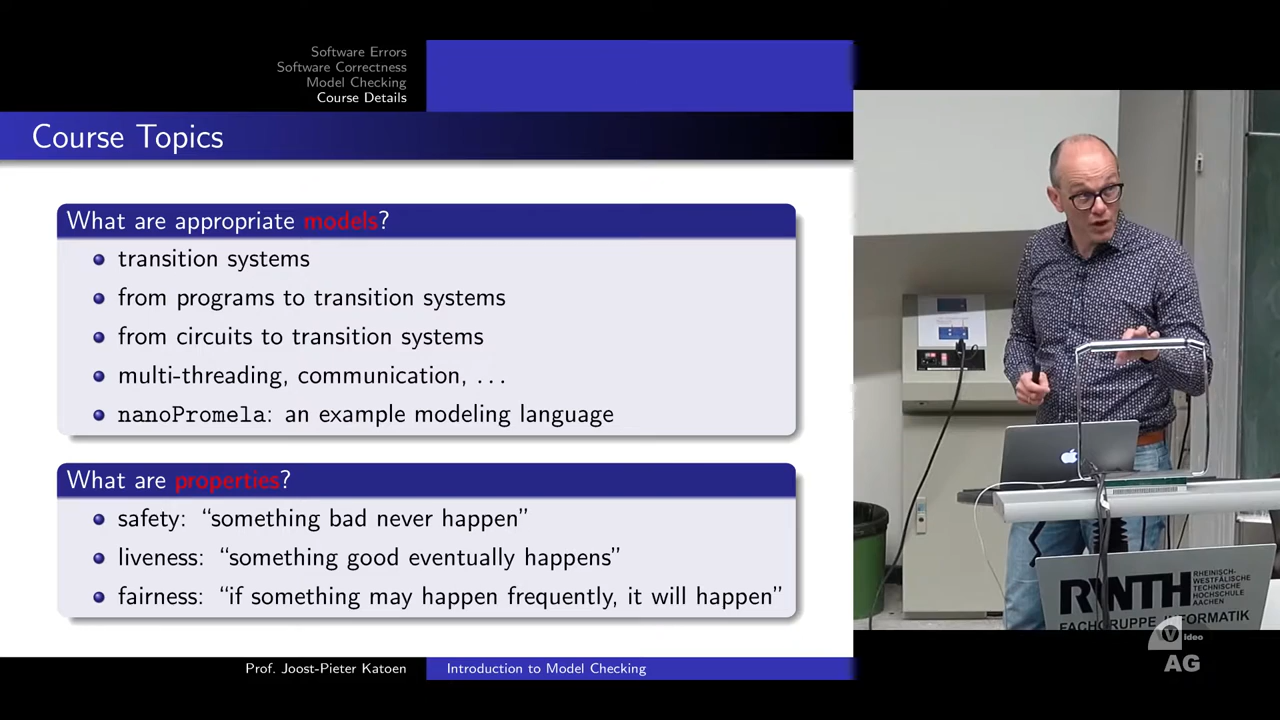 Software Errors
Software Correctness
Model Checking
Course Details
Course Topics
What are appropriate models?
transition systems
from programs to transition systems
from circuits to transition systems
multi-threading, communication, . . .
nanoPromela: an example modeling language
What are properties?
safety: “something bad never happen”
liveness: “something good eventually happens”
fairness: “if something may happen frequently, it will happen”
Prof. Joost-Pieter Katoen
Introduction to Model Checking
RWTH
RHEINISCH-
WESTFÄLISCHE
TECHNISCHE
HOCHSCHULE
AACHEN
FACHGRUPPE INFORMATIK
Video
AG